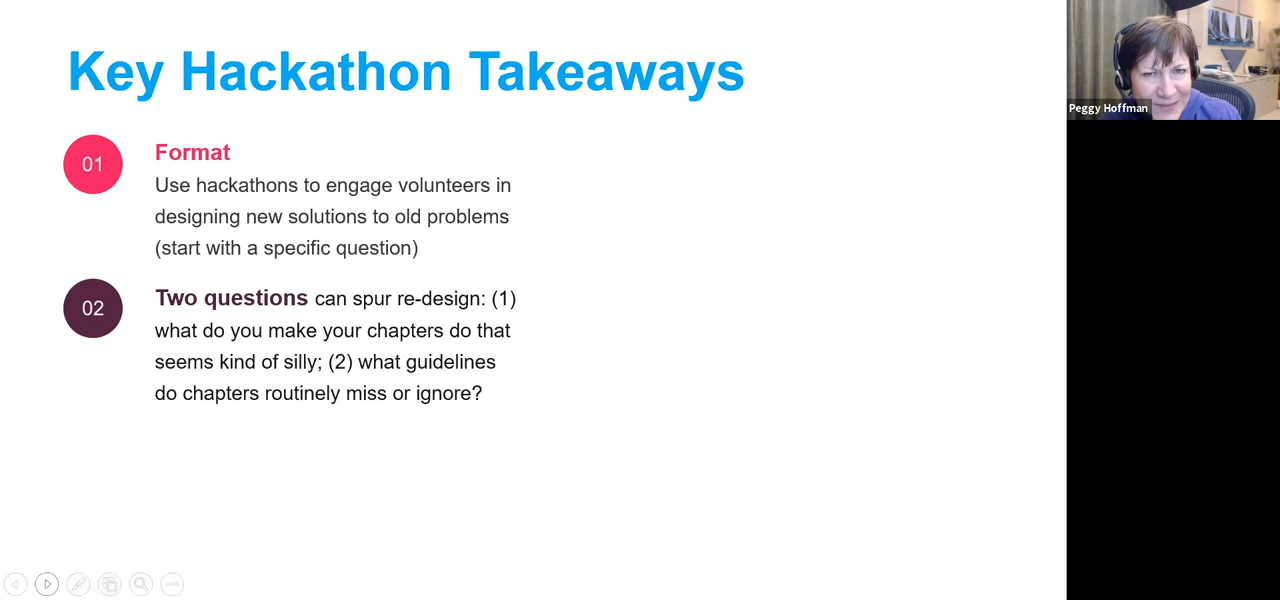 Key Hackathon Takeaways
01
Format
Use hackathons to engage volunteers in
designing new solutions to old problems
(start with a specific question)
02
Two questions can spur re-design: (1)
what do you make your chapters do that
seems kind of silly; (2) what guidelines
do chapters routinely miss or ignore?
Peggy Hoffman